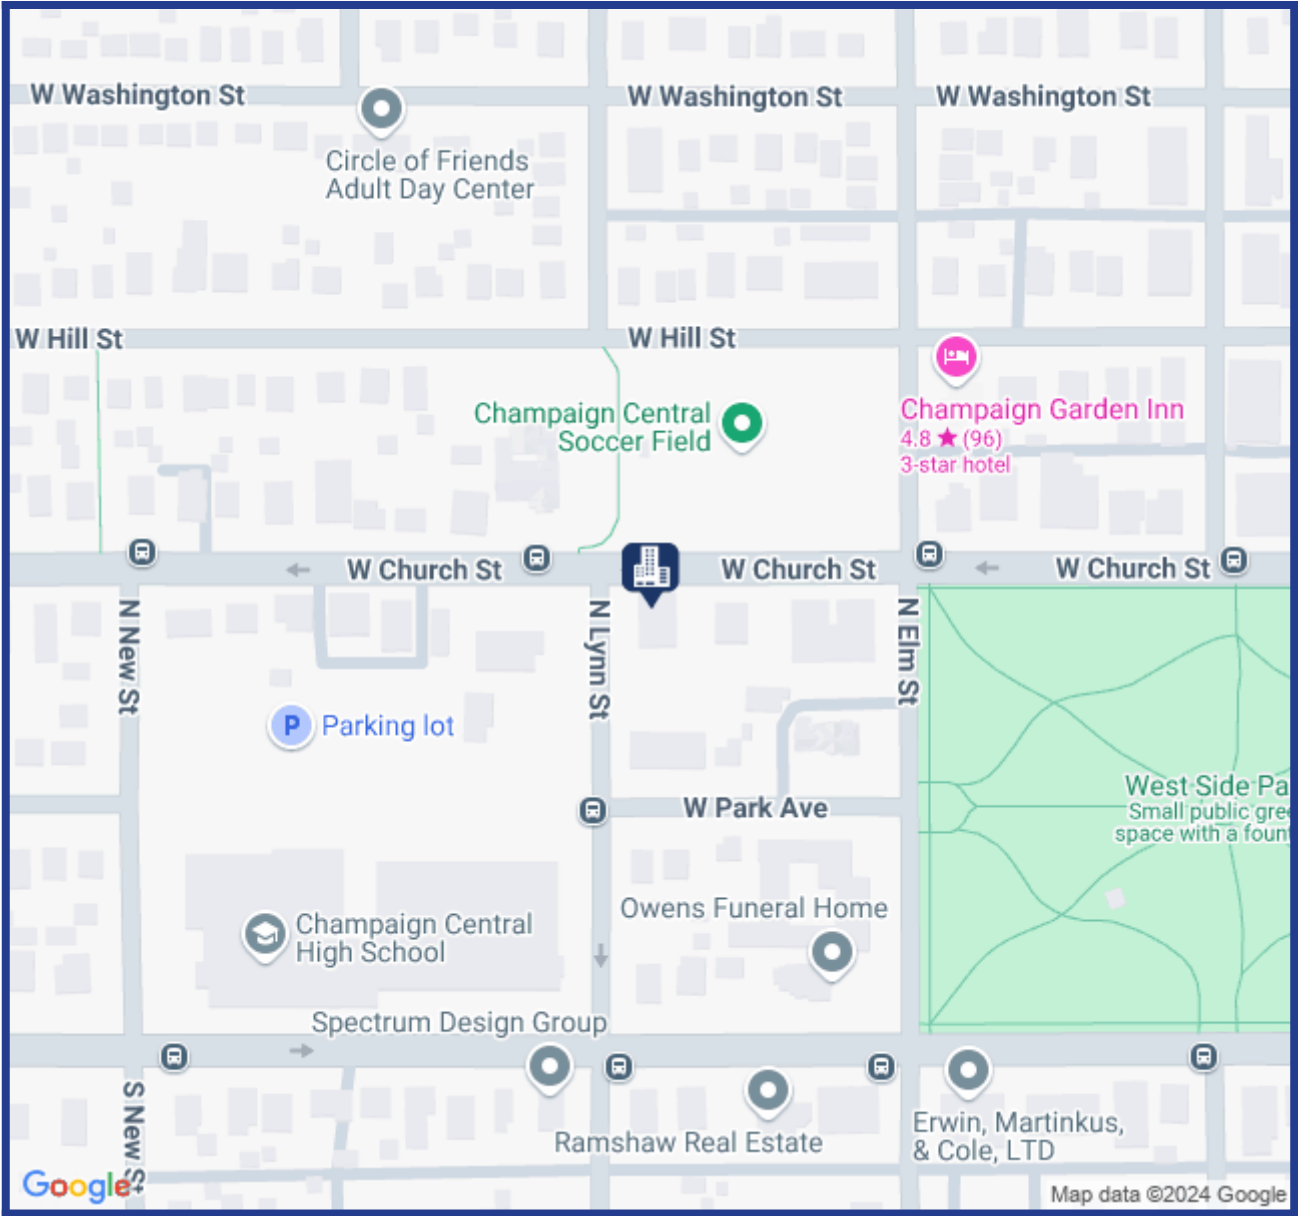 W Washington St
W Washington St
W Washington St
Circle of Friends
Adult Day Center
W Hill St
W Hill St
Champaign Central
Soccer Field
Champaign Garden Inn
4.8 ★ (96)
3-star hotel
W Church St
W Church St
W Church St
N New St
N Lynn St
N Elm St
P Parking lot
W Park Ave
West Side Pa
Small public gree
space with a fount
Owens Funeral Home
Champaign Central
High School
Spectrum Design Group
S New St
Ramshaw Real Estate
Erwin, Martinkus,
& Cole, LTD
Google
Map data ©2024 Google